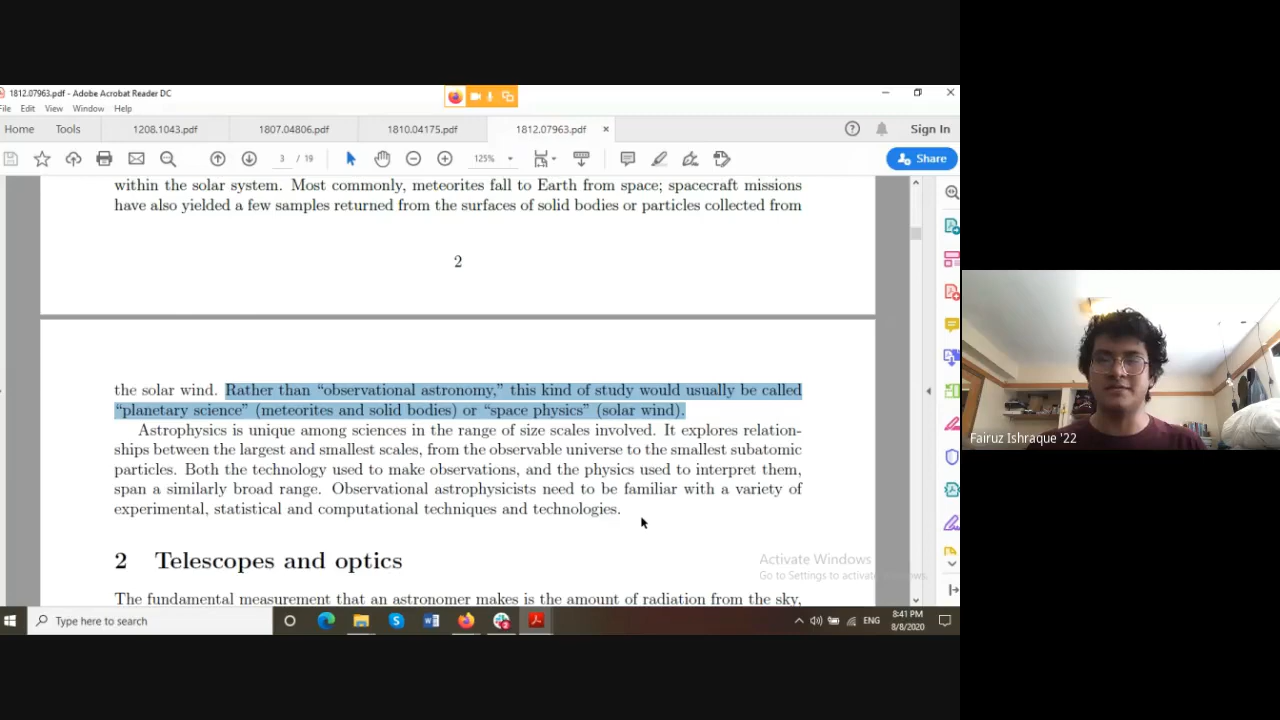 1812.07963.pdf - Adobe Acrobat Reader DC
File Edit View Window Help
Home Tools 1208.1043.pdf 1807.04806.pdf 1810.04175.pdf 1812.07963.pdf × Sign In
3 / 19 125% Share
within the solar system. Most commonly, meteorites fall to Earth from space; spacecraft missions
have also yielded a few samples returned from the surfaces of solid bodies or particles collected from
2
the solar wind. Rather than “observational astronomy,” this kind of study would usually be called
“planetary science” (meteorites and solid bodies) or “space physics” (solar wind).
Astrophysics is unique among sciences in the range of size scales involved. It explores relation-
ships between the largest and smallest scales, from the observable universe to the smallest subatomic
particles. Both the technology used to make observations, and the physics used to interpret them,
span a similarly broad range. Observational astrophysicists need to be familiar with a variety of
experimental, statistical and computational techniques and technologies.
2 Telescopes and optics
The fundamental measurement that an astronomer makes is the amount of radiation from the sky,
Activate Windows
Go to Settings to activate Windows.
Type here to search
ENG
8:41 PM
8/8/2020
Fairuz Ishraque '22